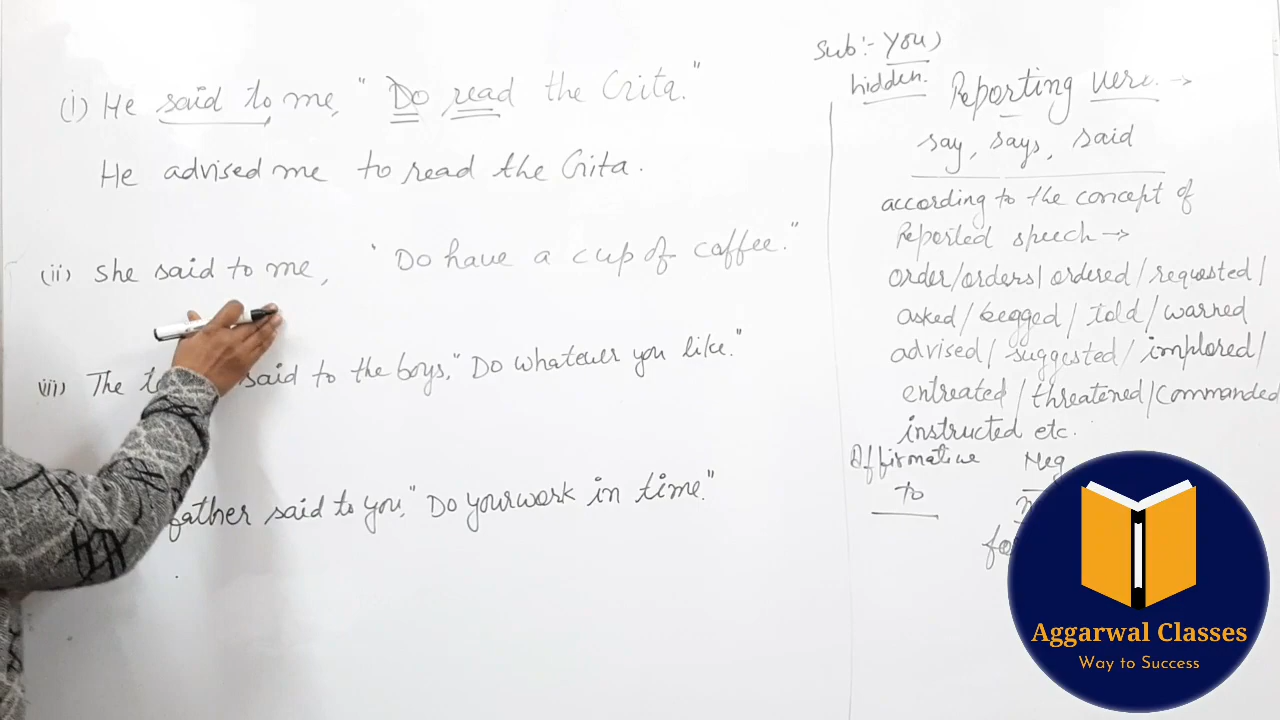 (i) He said to me, "Do read the Gita."
He advised me to read the Gita.
(ii) She said to me, "Do have a cup of coffee."
(iii) The said to the boys, "Do whatever you like."
father said to you, "Do your work in time."
Sub:- You)
hidden.
Reporting verb →
say, says, said
according to the concept of
Reported speech →
order/orders/ordered/requested/
asked/begged/told/warned
advised/suggested/implored/
entreated/threatened/commanded
instructed etc.
Affirmative Neg
to
Aggarwal Classes
Way to Success